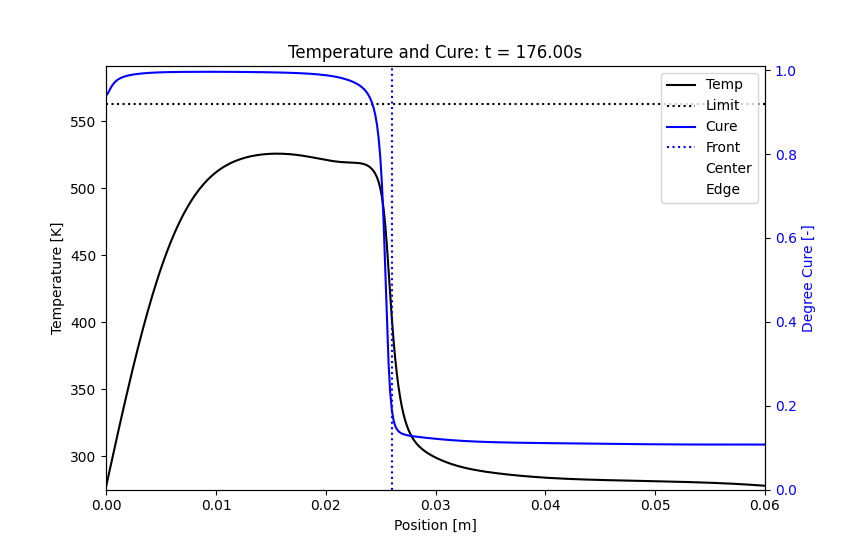 Temperature and Cure: t = 176.00s
Temp
Limit
Cure
Front
Center
Edge
Temperature [K]
550
500
450
400
350
300
1.0
0.8
0.6
0.4
0.2
0.0
Degree Cure [-]
0.00 0.01 0.02 0.03 0.04 0.05 0.06
Position [m]